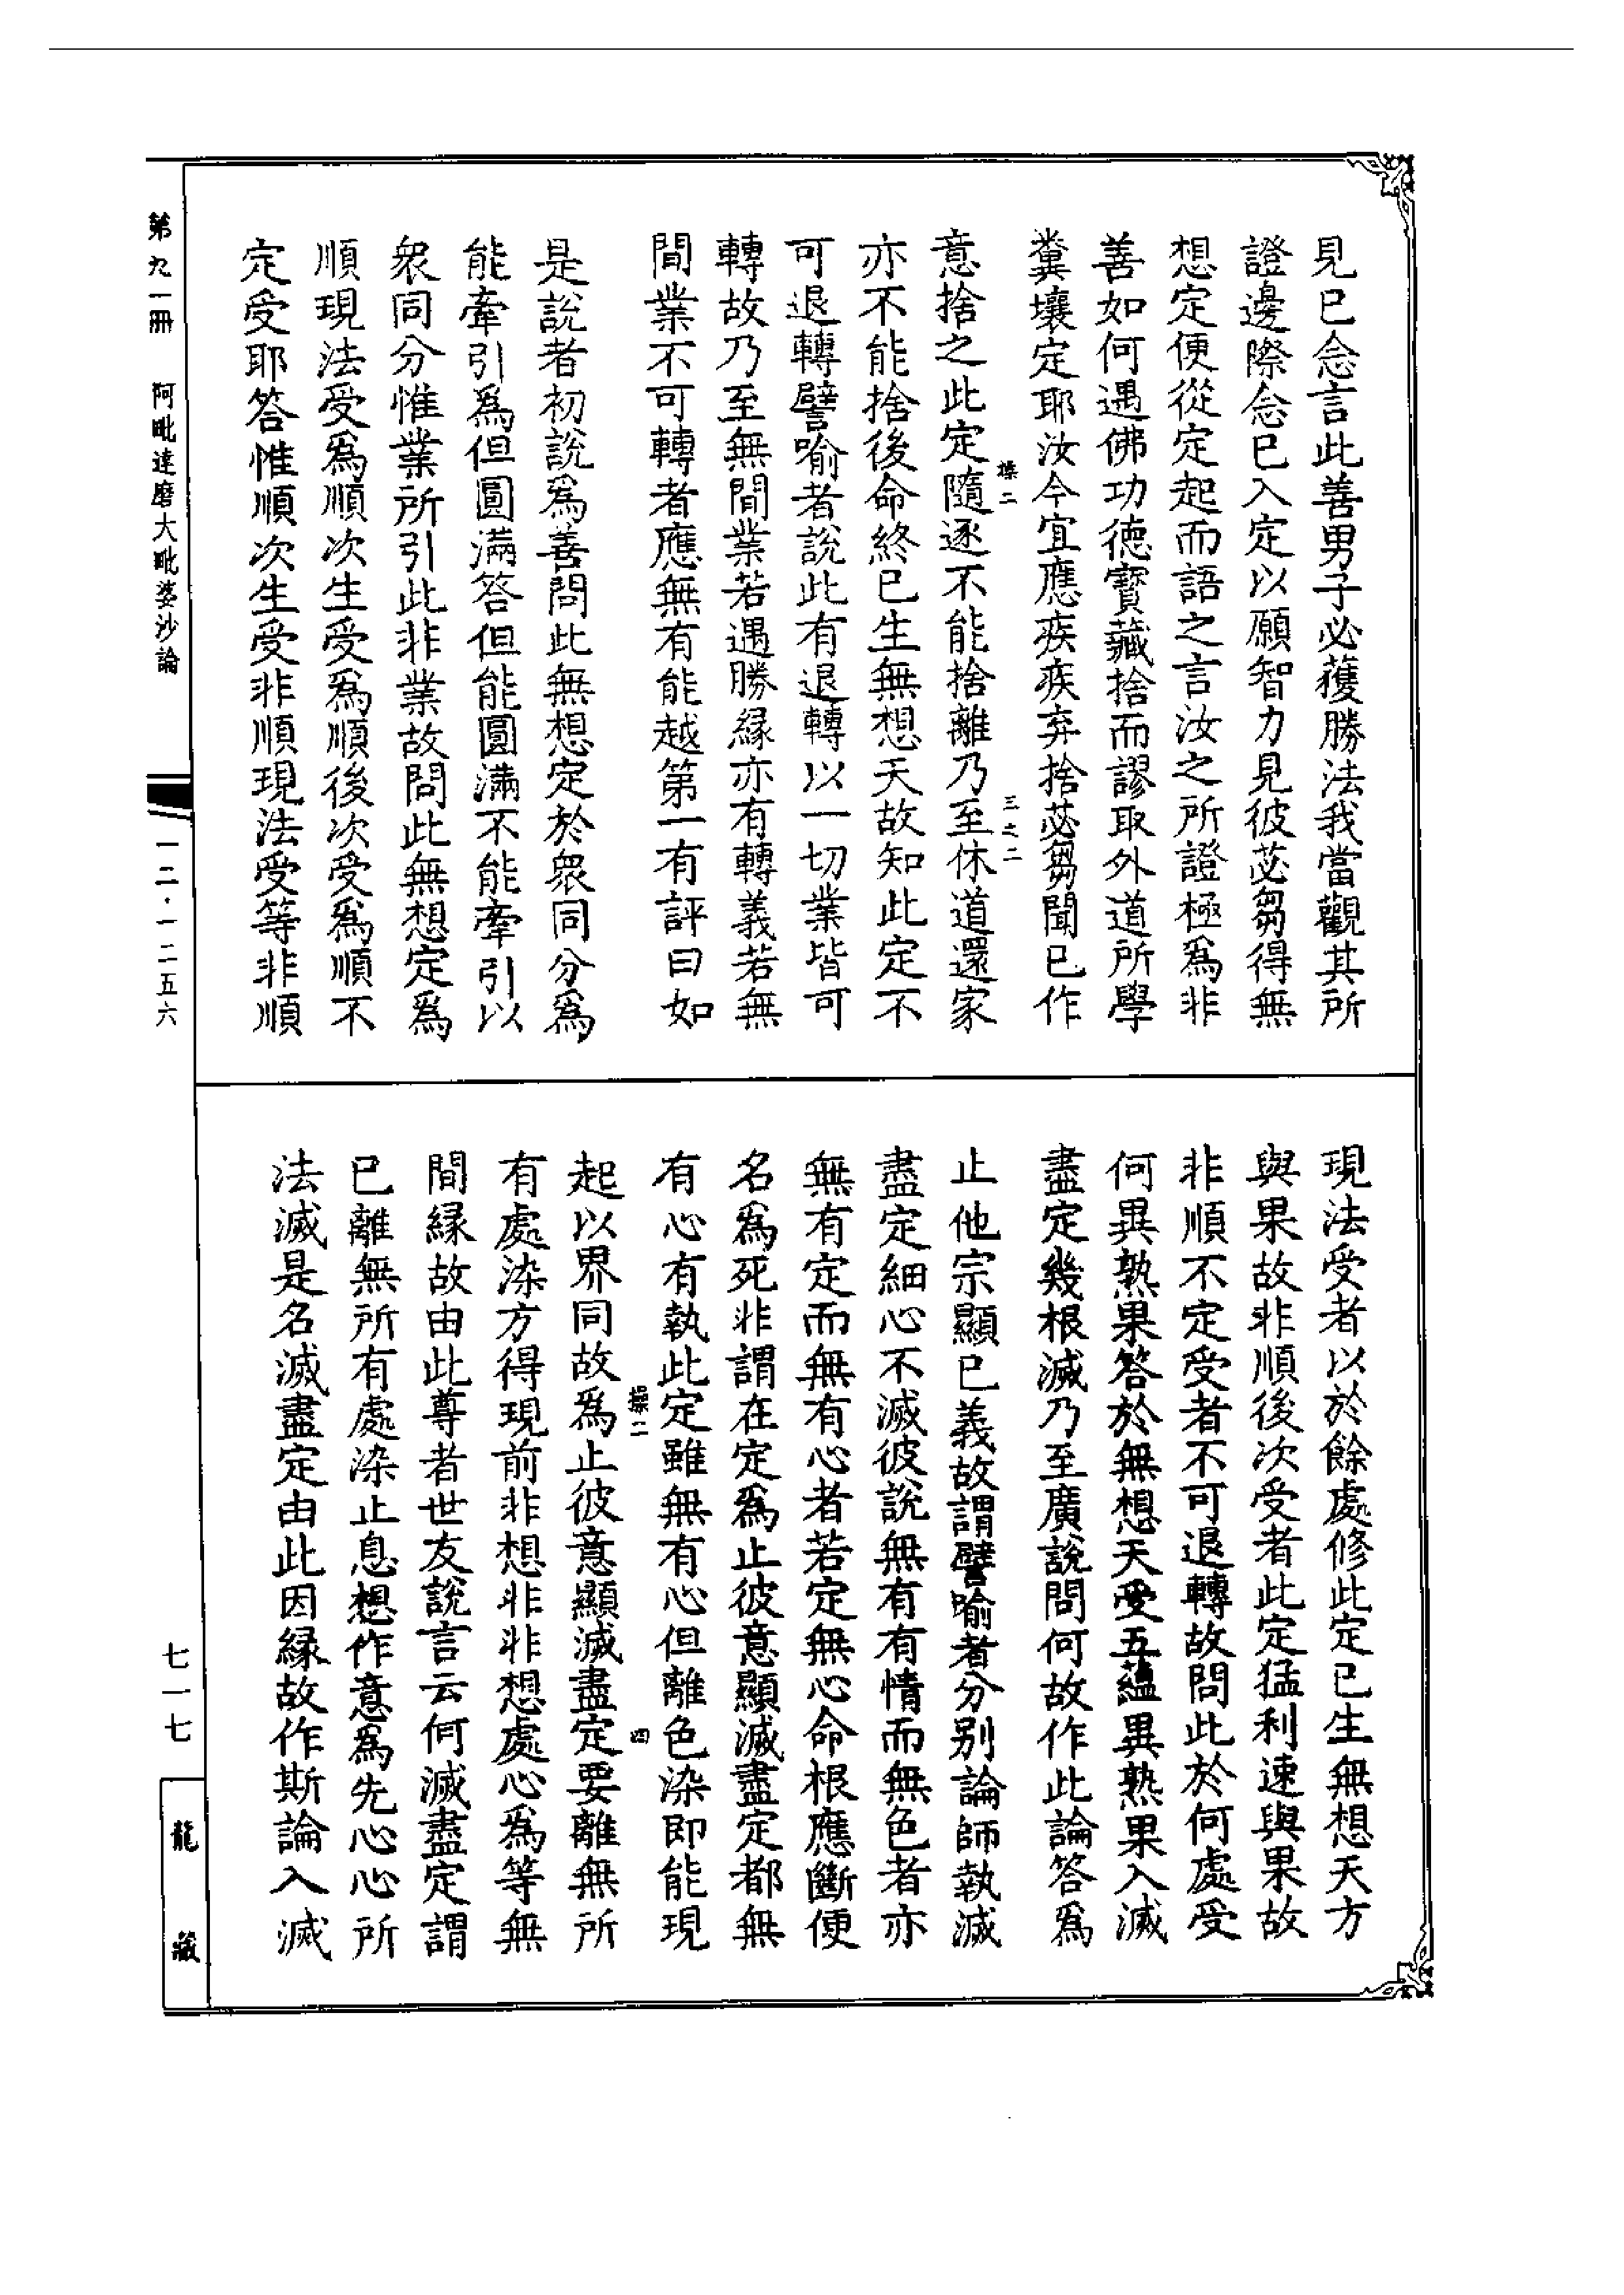 見已念言此善男子必獲勝法我當觀其所
證邊際念已入定以願智力見彼苾芻得無
想定便從定起而語之言汝之所證極爲非
善如何遇佛功德寶藏捨而謬取外道所學
糞壤定耶汝今宜應疾疾弃捨苾芻聞已作
意捨之此定隨逐不能捨離乃至休道還家
亦不能捨後命終已生無想天故知此定不
可退轉譬喻者說此有退轉以一切業皆可
轉故乃至無間業若遇勝緣亦有轉義若無
間業不可轉者應無有能越第一有評曰如
是說者初說爲善問此無想定於衆同分爲
能牽引爲但圓滿答但能圓滿不能牽引以
衆同分惟業所引此非業故問此無想定爲
順現法受爲順次生受爲順後次受爲順不
定受耶答惟順次生受非順現法受等非順
現法受者以於餘處修此定已生無想天方
與果故非順後次受者此定猛利速與果故
非順不定受者不可退轉故問此於何處受
何異熟果答於無想天受五蘊異熟果入滅
盡定幾根滅乃至廣說問何故作此論答爲
止他宗顯已義故謂譬喻者分別論師執滅
盡定細心不滅彼說無有有情而無色者亦
無有定而無有心者若定無心命根應斷便
名爲死非謂在定爲止彼意顯滅盡定都無
有心有執此定雖無有心但離色染即能現
起以界同故爲止彼意顯滅盡定要離無所
有處染方得現前非想非非想處心爲等無
間緣故由此尊者世友說言云何滅盡定謂
已離無所有處染止息想作意爲先心心所
法滅是名滅盡定由此因緣故作斯論入滅
操二
三之二
操二
四
第九一冊 阿毗達磨大毗婆沙論
一二·一二五六
七一七
龍藏